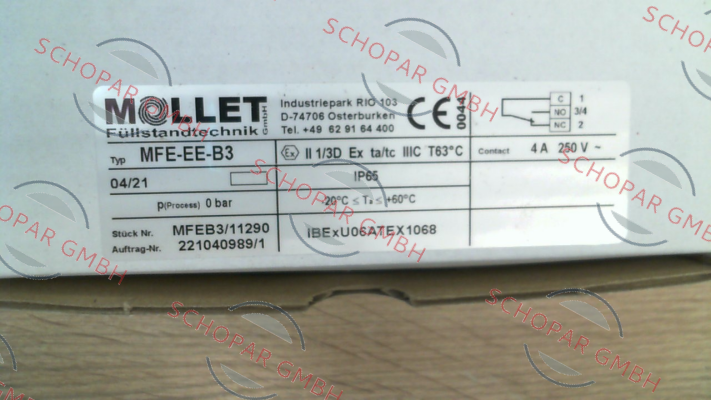 MOLLET GmbH
Füllstandtechnik
Industriepark RIO 103
D-74706 Osterburken
Tel. +49 62 91 64 400
CE 0044
C 1
NO 3/4
NC 2
Typ MFE-EE-B3
Ex II 1/3D Ex ta/tc IIIC T63°C
Contact 4 A 250 V ~
04/21
IP65
p(Process) 0 bar
-20°C ≤ Ta ≤ +60°C
Stück Nr. MFEB3/11290
Auftrag-Nr. 221040989/1
IBExU06ATEX1068
SCHOPAR GMBH
SCHOPAR GMBH
SCHOPAR GMBH
SCHOPAR GMBH
SCHOPAR GMBH
SCHOPAR GMBH
SCHOPAR GMBH
SCHOPAR GMBH